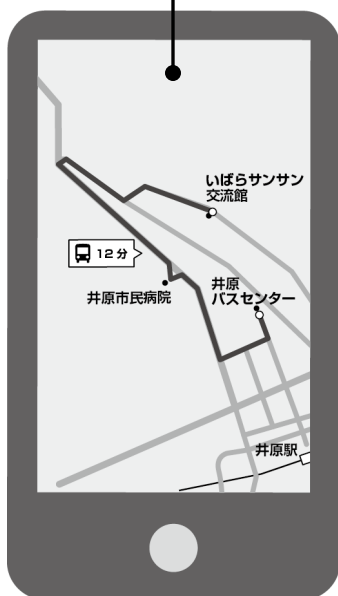 いばらサンサン
交流館
12分
井原市民病院
井原
バスセンター
井原駅